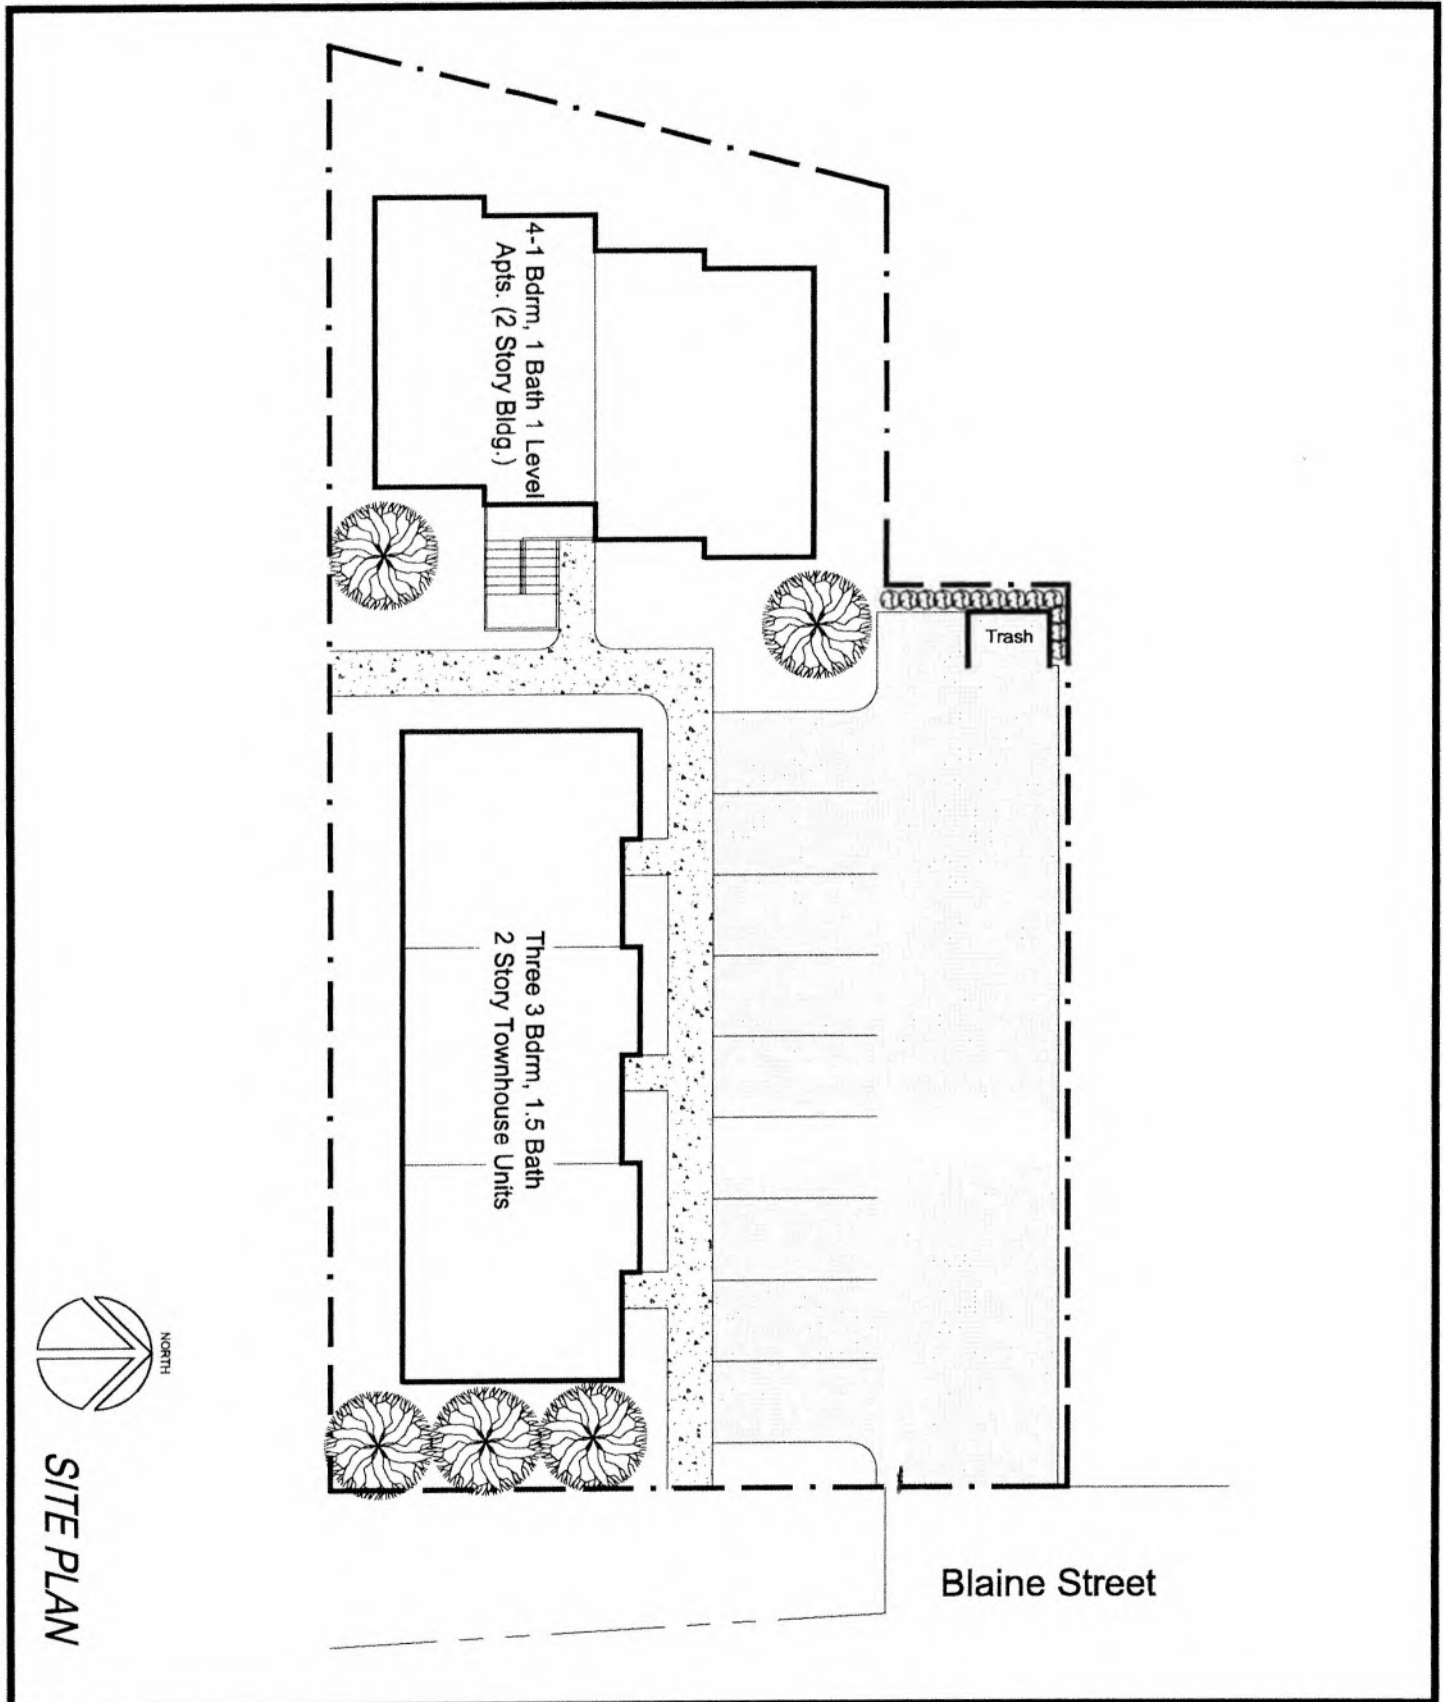 4-1 Bdrm, 1 Bath 1 Level
Apts. (2 Story Bldg.)
Trash
Three 3 Bdrm, 1.5 Bath
2 Story Townhouse Units
NORTH
SITE PLAN
Blaine Street